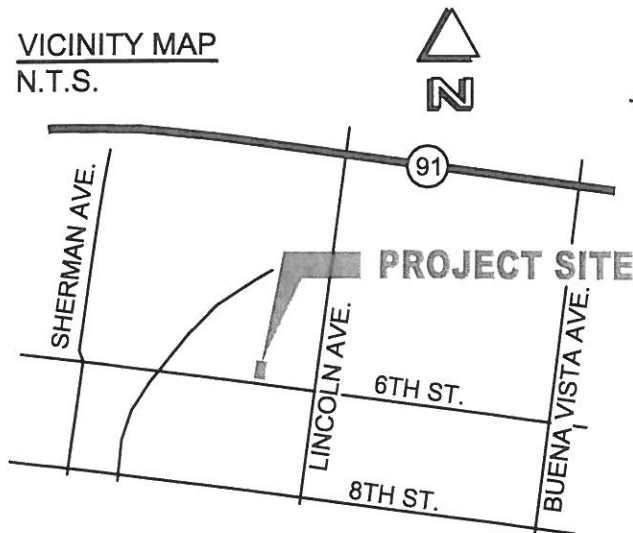 VICINITY MAP
N.T.S.
N
91
SHERMAN AVE.
PROJECT SITE
LINCOLN AVE.
6TH ST.
BUENA VISTA AVE.
8TH ST.